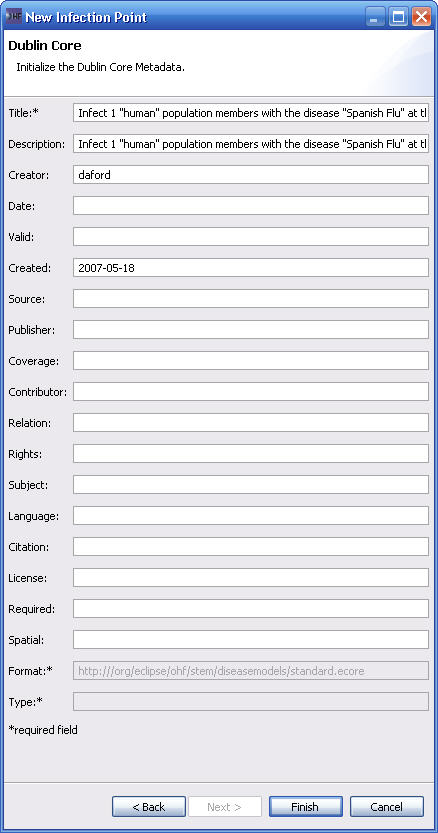 OHF New Infection Point
Dublin Core
Initialize the Dublin Core Metadata.
Title:* Infect 1 "human" population members with the disease "Spanish Flu" at
Description: Infect 1 "human" population members with the disease "Spanish Flu" at
Creator: daford
Date:
Valid:
Created: 2007-05-18
Source:
Publisher:
Coverage:
Contributor:
Relation:
Rights:
Subject:
Language:
Citation:
License:
Required:
Spatial:
Format:* http:///org/eclipse/ohf/stem/diseasemodels/standard.ecore
Type:*
*required field
< Back Next > Finish Cancel